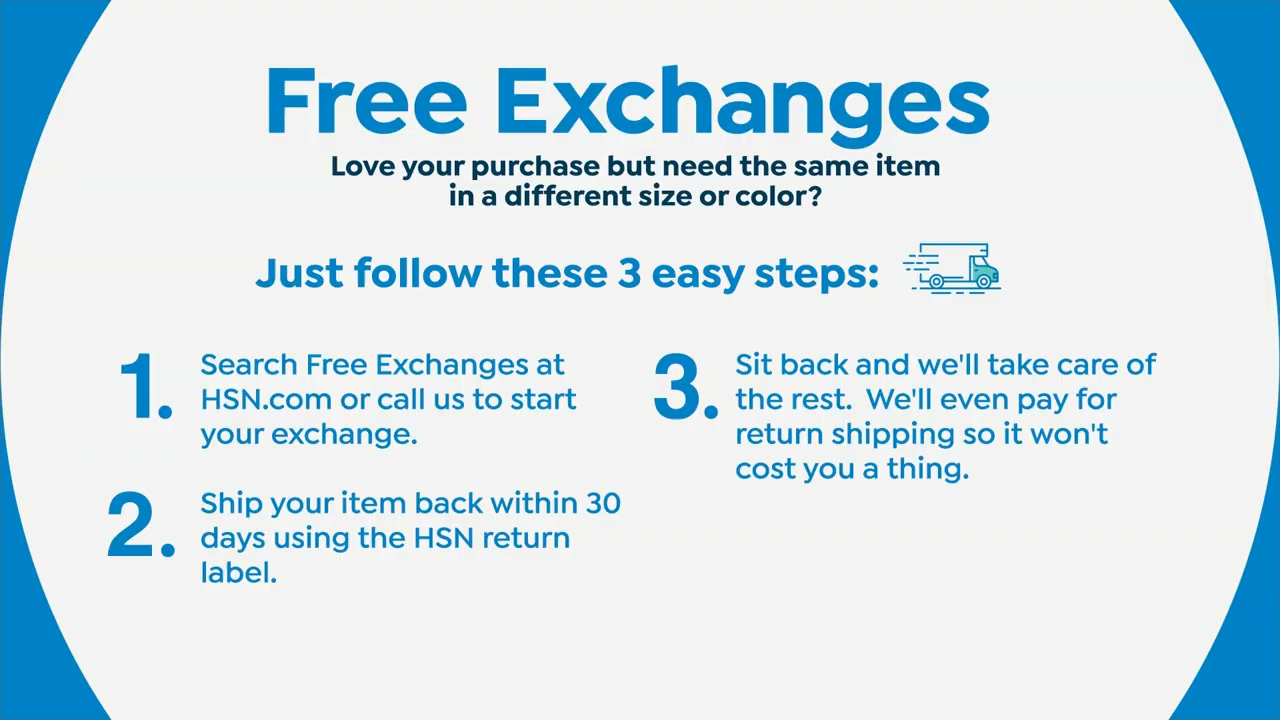 Free Exchanges
Love your purchase but need the same item
in a different size or color?
Just follow these 3 easy steps:
1. Search Free Exchanges at
HSN.com or call us to start
your exchange.
2. Ship your item back within 30
days using the HSN return
label.
3. Sit back and we'll take care of
the rest.  We'll even pay for
return shipping so it won't
cost you a thing.